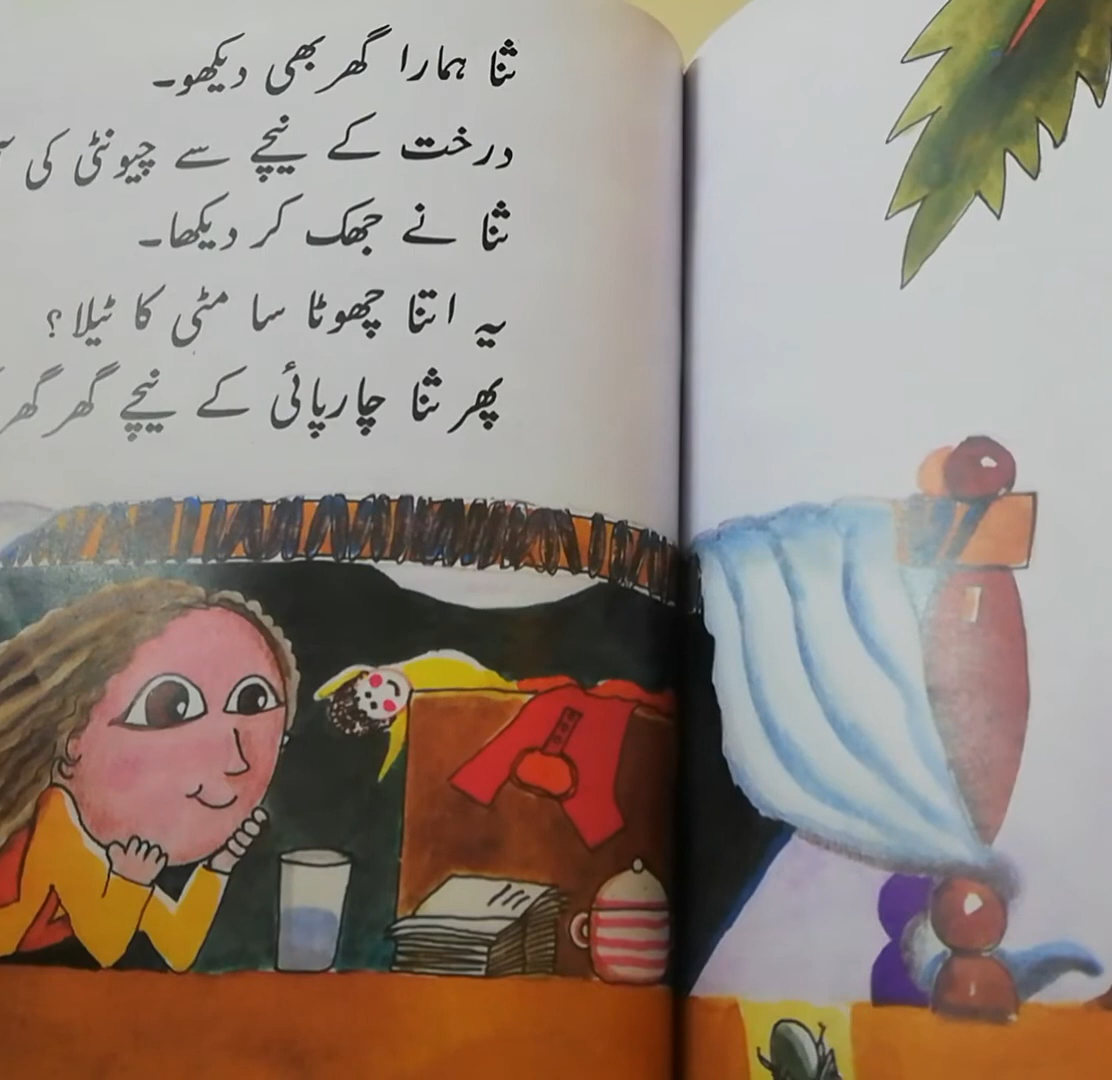 ثنا ہمارا گھر بھی دیکھو۔
درخت کے نیچے سے چیونٹی کی
ثنا نے جھک کر دیکھا۔
یہ اتنا چھوٹا سا مٹی کا ٹیلا؟
پھر ثنا چارپائی کے نیچے گھر گھر